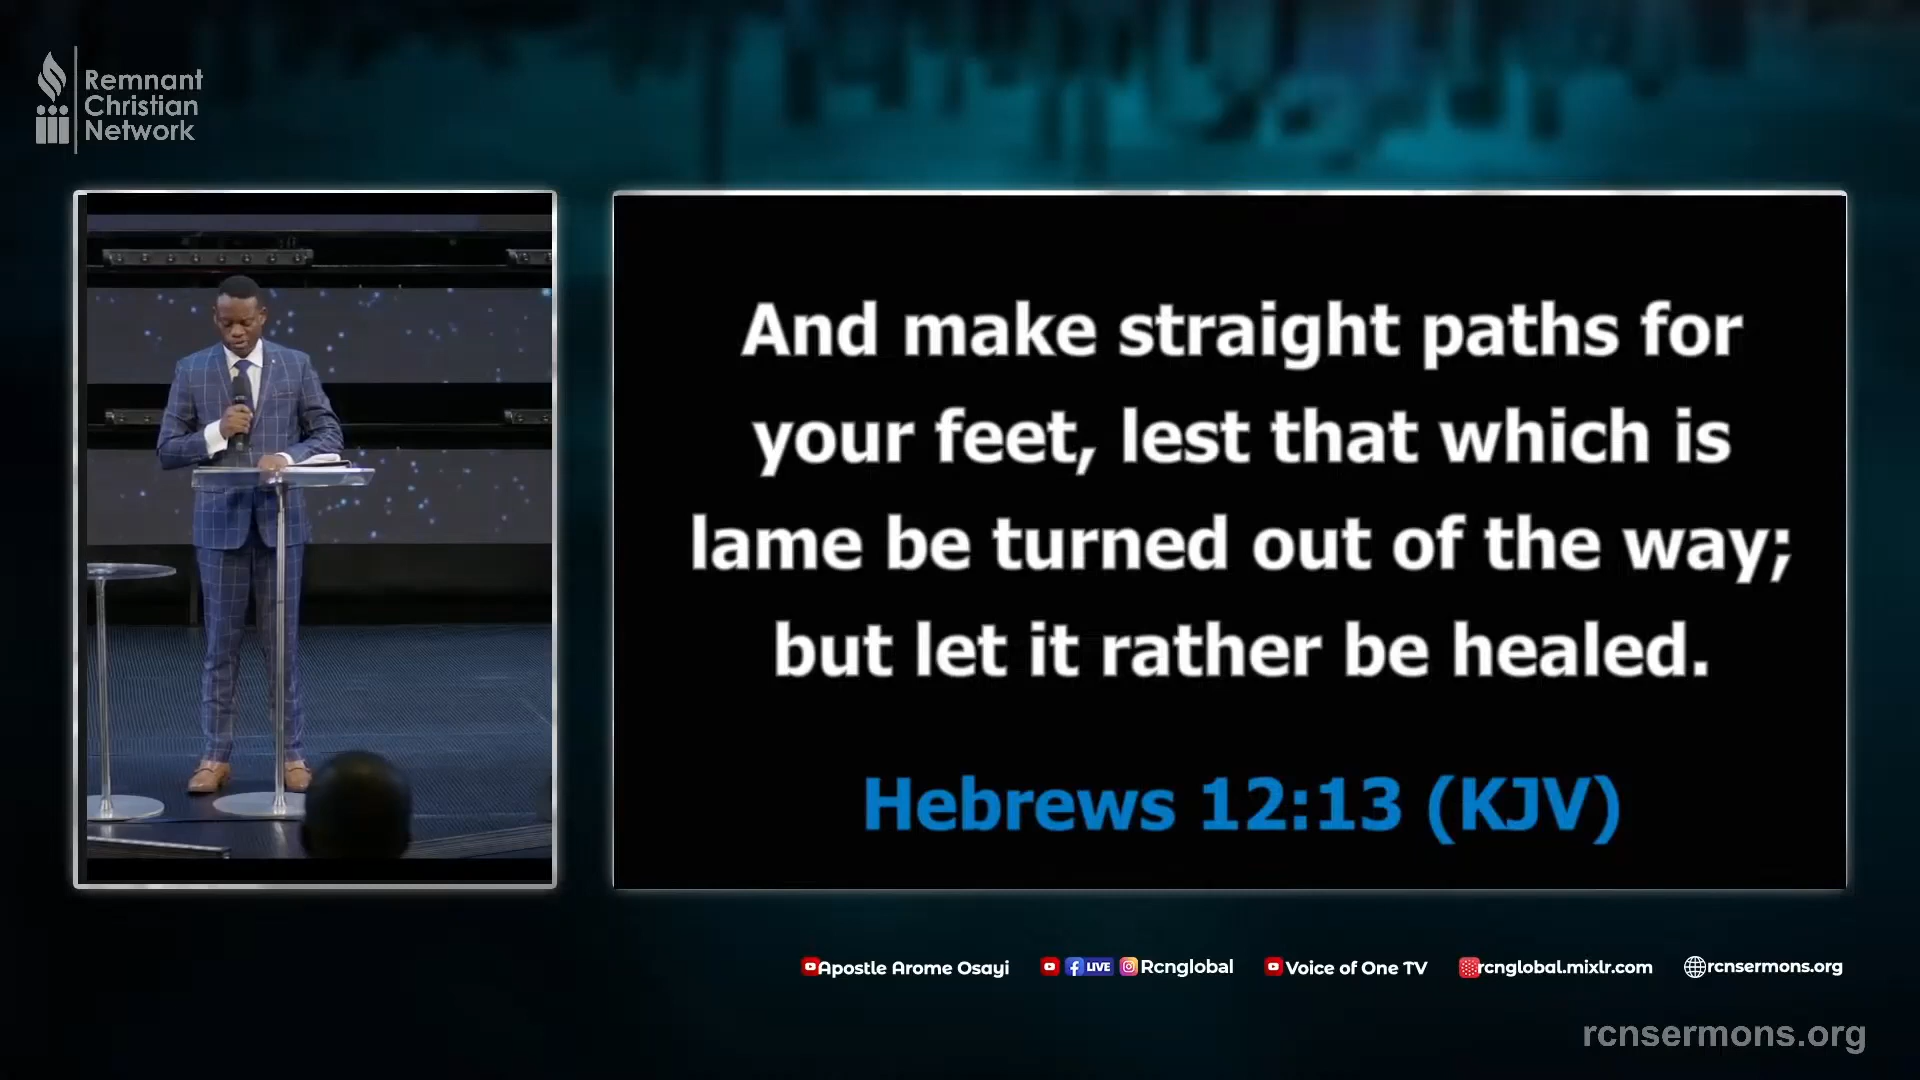 Remnant
Christian
Network
And make straight paths for
your feet, lest that which is
lame be turned out of the way;
but let it rather be healed.
Hebrews 12:13 (KJV)
Apostle Arome Osayi LIVE Rcnglobal Voice of One TV rcnglobal.mixlr.com rcnsermons.org
rcnsermons.org